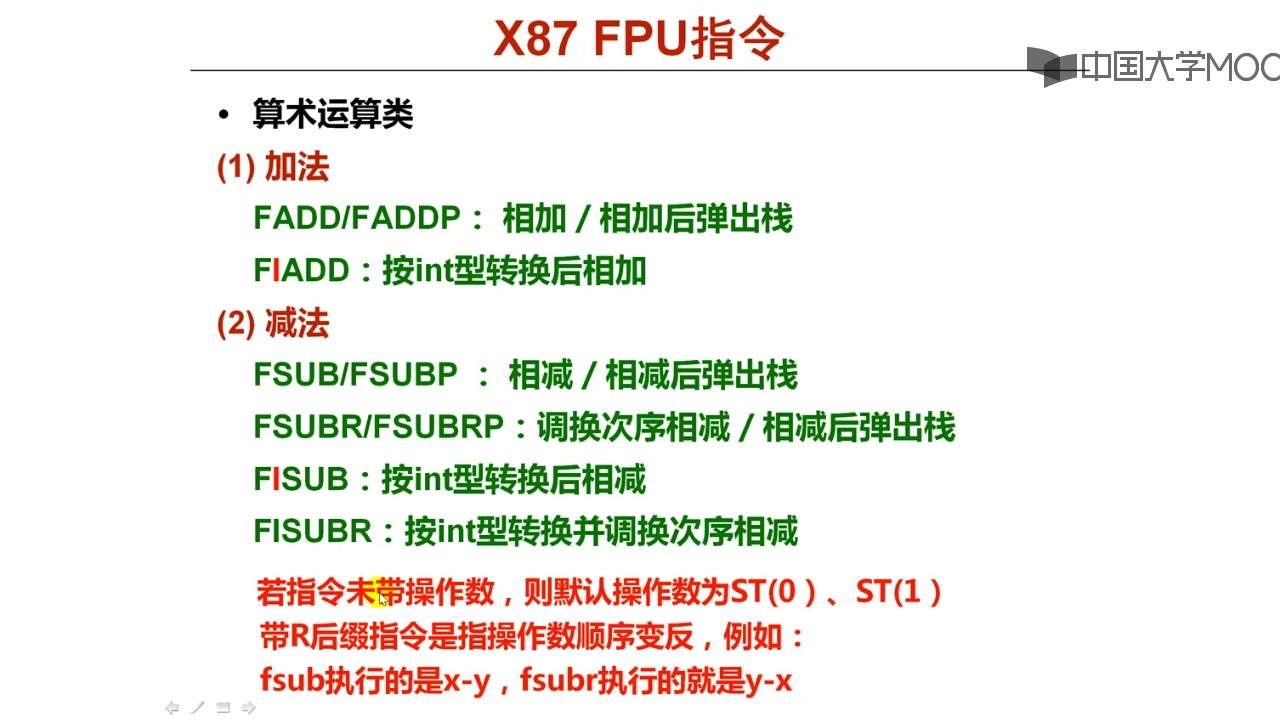 X87 FPU指令
中国大学MOO
• 算术运算类
(1) 加法
FADD/FADDP： 相加 / 相加后弹出栈
FIADD：按int型转换后相加
(2) 减法
FSUB/FSUBP ： 相减 / 相减后弹出栈
FSUBR/FSUBRP：调换次序相减 / 相减后弹出栈
FISUB：按int型转换后相减
FISUBR：按int型转换并调换次序相减
若指令未带操作数，则默认操作数为ST(0）、ST(1）
带R后缀指令是指操作数顺序变反，例如：
fsub执行的是x-y，fsubr执行的就是y-x